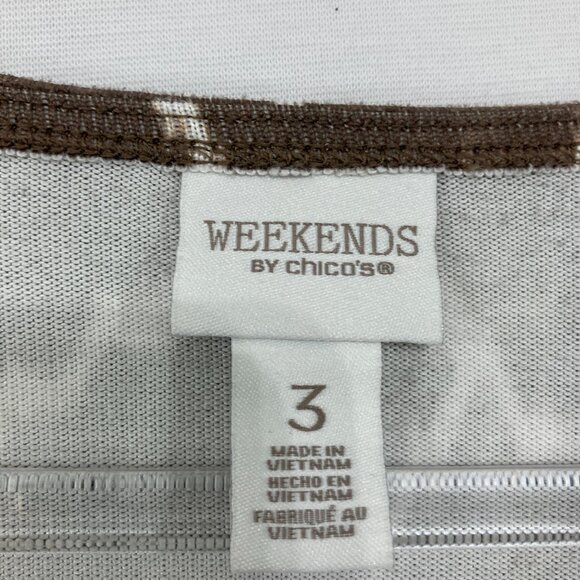 WEEKENDS
BY chico's®
3
MADE IN
VIETNAM
HECHO EN
VIETNAM
FABRIQUÉ AU
VIETNAM